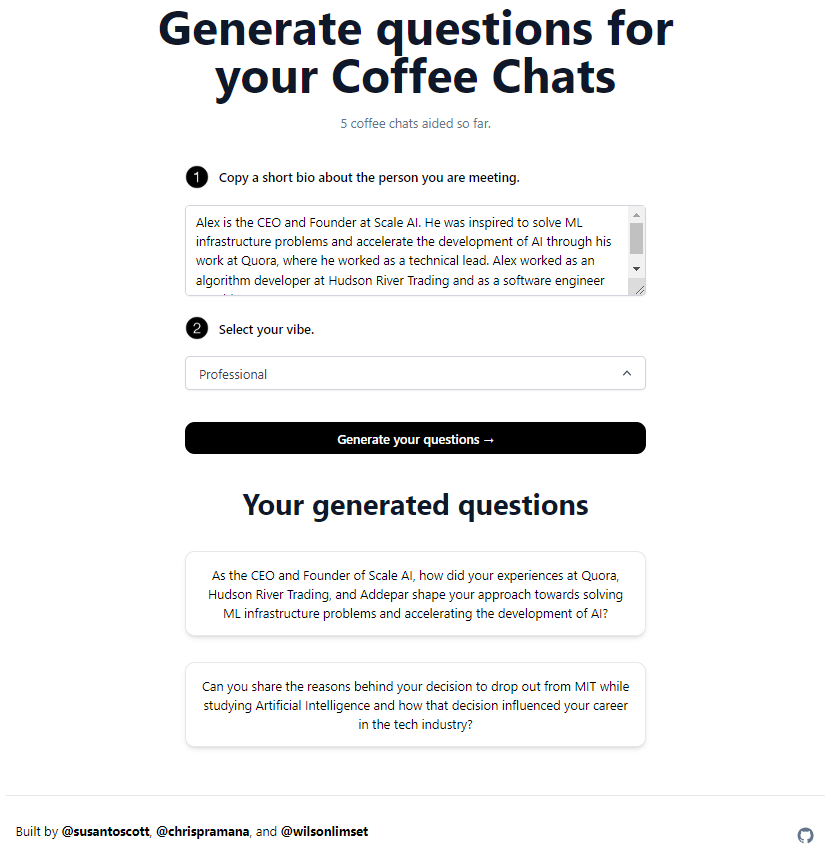 Generate questions for
your Coffee Chats
5 coffee chats aided so far.
1 Copy a short bio about the person you are meeting.
Alex is the CEO and Founder at Scale AI. He was inspired to solve ML
infrastructure problems and accelerate the development of AI through his
work at Quora, where he worked as a technical lead. Alex worked as an
algorithm developer at Hudson River Trading and as a software engineer
2 Select your vibe.
Professional
Generate your questions →
Your generated questions
As the CEO and Founder of Scale AI, how did your experiences at Quora,
Hudson River Trading, and Addepar shape your approach towards solving
ML infrastructure problems and accelerating the development of AI?
Can you share the reasons behind your decision to drop out from MIT while
studying Artificial Intelligence and how that decision influenced your career
in the tech industry?
Built by @susantoscott, @chrispramana, and @wilsonlimset